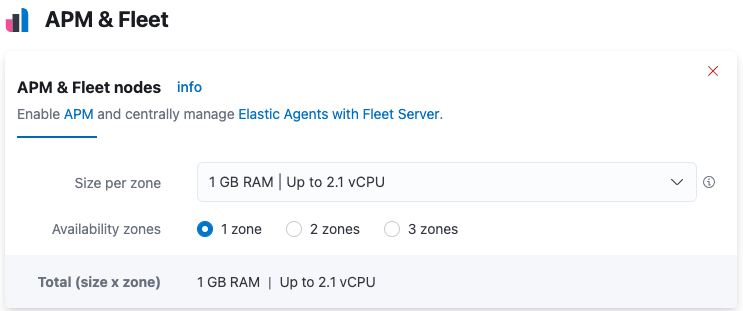 APM & Fleet
APM & Fleet nodes info
Enable APM and centrally manage Elastic Agents with Fleet Server.
Size per zone 1 GB RAM | Up to 2.1 vCPU
Availability zones 1 zone 2 zones 3 zones
Total (size x zone) 1 GB RAM | Up to 2.1 vCPU